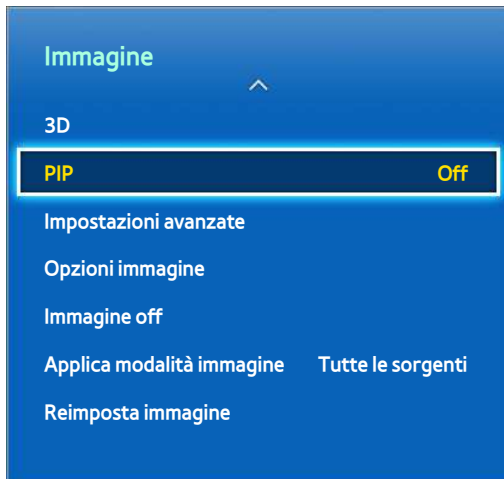 Immagine
3D
PIP Off
Impostazioni avanzate
Opzioni immagine
Immagine off
Applica modalità immagine Tutte le sorgenti
Reimposta immagine